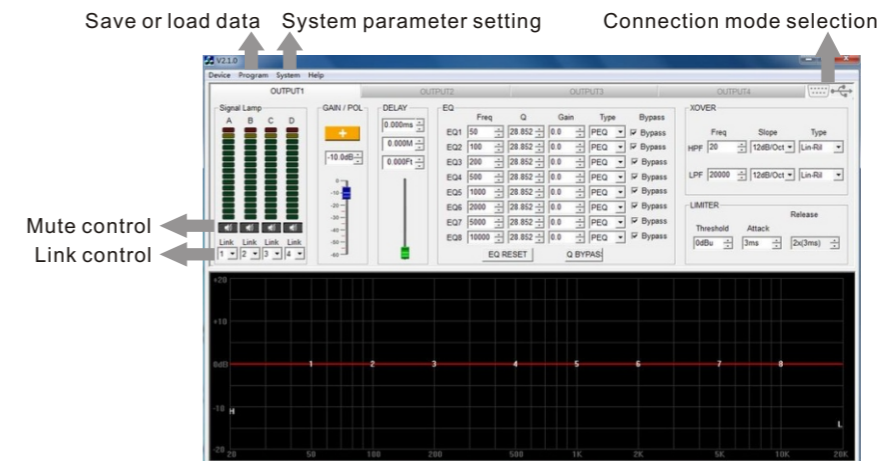 Save or load data System parameter setting Connection mode selection
V2.1.0
Device Program System Help
OUTPUT1 OUTPUT2 OUTPUT3 OUTPUT4
Signal Lamp GAIN / POL DELAY EQ XOVER
A B C D
+ 0.000ms
Freq Q Gain Type Bypass
EQ1 50 28.852 0.0 PEQ Bypass
Freq Slope Type
-10.0dB 0.000M
EQ2 100 28.852 0.0 PEQ Bypass
HPF 20 12dB/Oct Lin-Ril
0.000Ft
EQ3 200 28.852 0.0 PEQ Bypass
EQ4 500 28.852 0.0 PEQ Bypass
LPF 20000 12dB/Oct Lin-Ril
0
-10
-20
-30
-40
-50
-60
EQ5 1000 28.852 0.0 PEQ Bypass
EQ6 2000 28.852 0.0 PEQ Bypass
EQ7 5000 28.852 0.0 PEQ Bypass
EQ8 10000 28.852 0.0 PEQ Bypass
EQ RESET Q BYPAS
LIMITER
Threshold Attack Release
0dBu 3ms 2x(3ms)
Mute control
Link control
Link Link Link Link
1 2 3 4
+20
+10
0dB 1 2 3 4 5 6 7 8
-10 H L
-20
20 50 100 200 500 1K 2K 5K 10K 20K